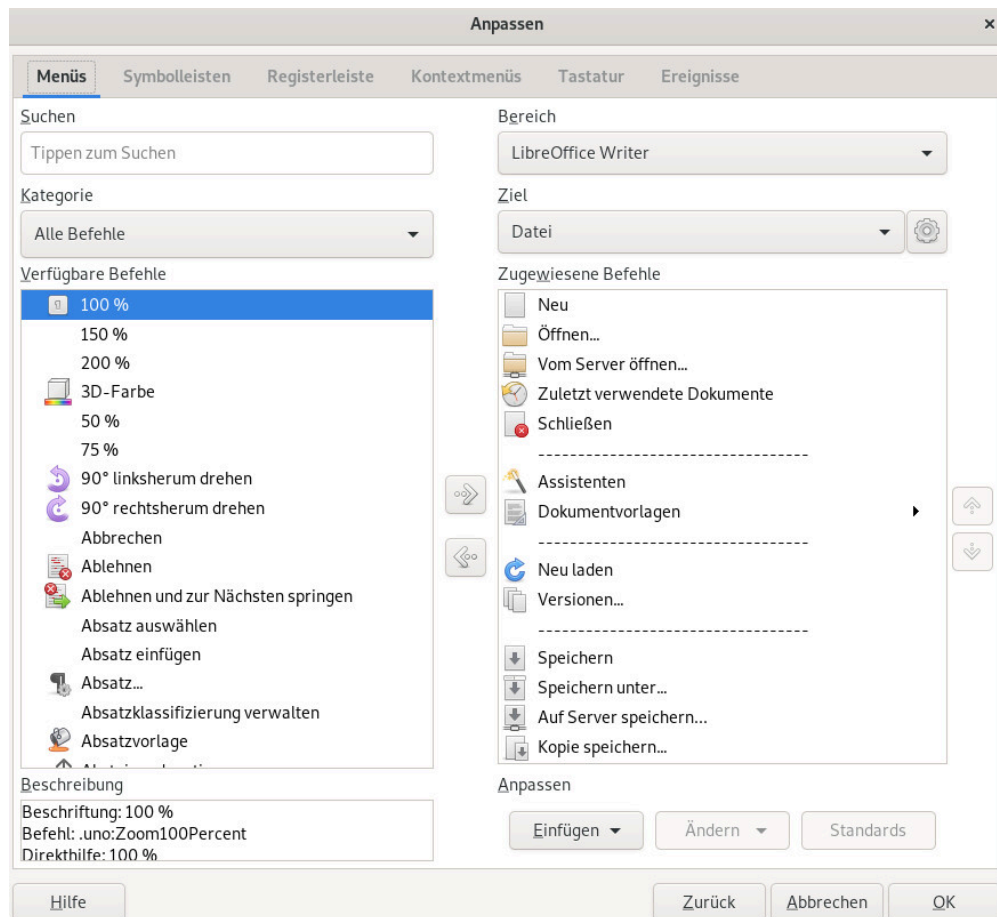 Anpassen
×
Menüs Symbolleisten Registerleiste Kontextmenüs Tastatur Ereignisse
Suchen
Tippen zum Suchen
Kategorie
Alle Befehle
Verfügbare Befehle
100 %
150 %
200 %
3D-Farbe
50 %
75 %
90° linksherum drehen
90° rechtsherum drehen
Abbrechen
Ablehnen
Ablehnen und zur Nächsten springen
Absatz auswählen
Absatz einfügen
Absatz...
Absatzklassifizierung verwalten
Absatzvorlage
Beschreibung
Beschriftung: 100 %
Befehl: .uno:Zoom100Percent
Direkthilfe: 100 %
Bereich
LibreOffice Writer
Ziel
Datei
Zugewiesene Befehle
Neu
Öffnen...
Vom Server öffnen...
Zuletzt verwendete Dokumente
Schließen
----------------------------------
Assistenten
Dokumentvorlagen
----------------------------------
Neu laden
Versionen...
----------------------------------
Speichern
Speichern unter...
Auf Server speichern...
Kopie speichern...
Anpassen
Einfügen Ändern Standards
Hilfe Zurück Abbrechen OK